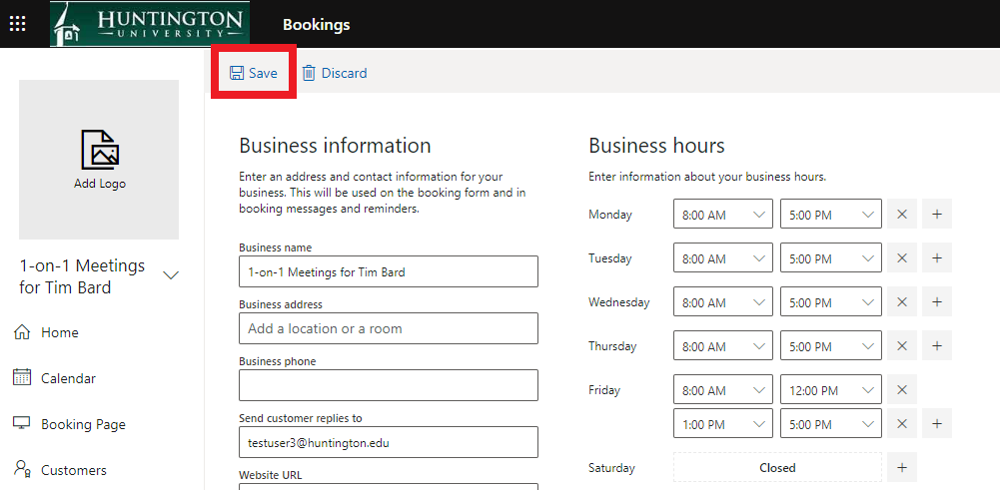 HUNTINGTON
UNIVERSITY
Bookings
Save
Discard
Add Logo
1-on-1 Meetings
for Tim Bard
Home
Calendar
Booking Page
Customers
Business information
Enter an address and contact information for your
business. This will be used on the booking form and in
booking messages and reminders.
Business name
1-on-1 Meetings for Tim Bard
Business address
Add a location or a room
Business phone
Send customer replies to
testuser3@huntington.edu
Website URL
Business hours
Enter information about your business hours.
Monday 8:00 AM 5:00 PM
Tuesday 8:00 AM 5:00 PM
Wednesday 8:00 AM 5:00 PM
Thursday 8:00 AM 5:00 PM
Friday 8:00 AM 12:00 PM
1:00 PM 5:00 PM
Saturday Closed